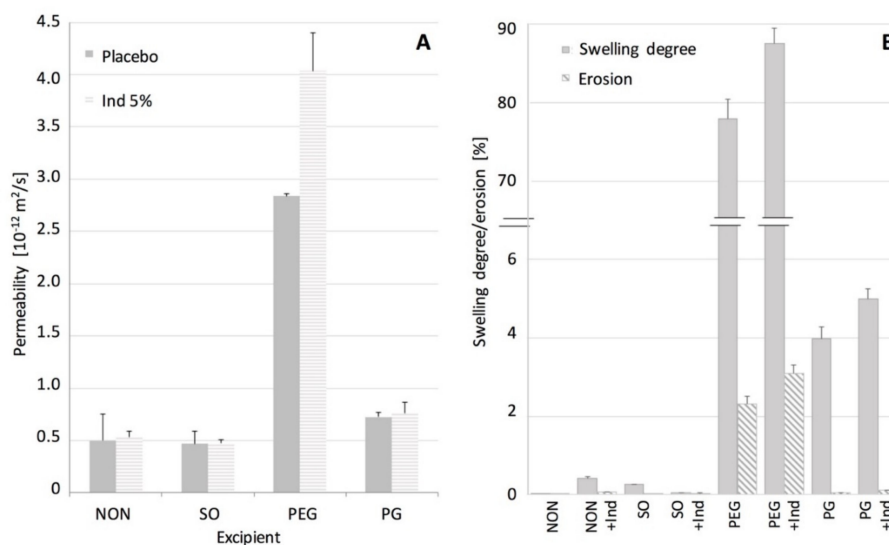 A
Placebo
Ind 5%
Permeability [10⁻¹² m²/s]
4.5
4.0
3.5
3.0
2.5
2.0
1.5
1.0
0.5
0
NON SO PEG PG
Excipient
B
Swelling degree
Erosion
Swelling degree/erosion [%]
90
80
70
6
4
2
0
NON
NON +Ind
SO
SO +Ind
PEG
PEG +Ind
PG
PG +Ind